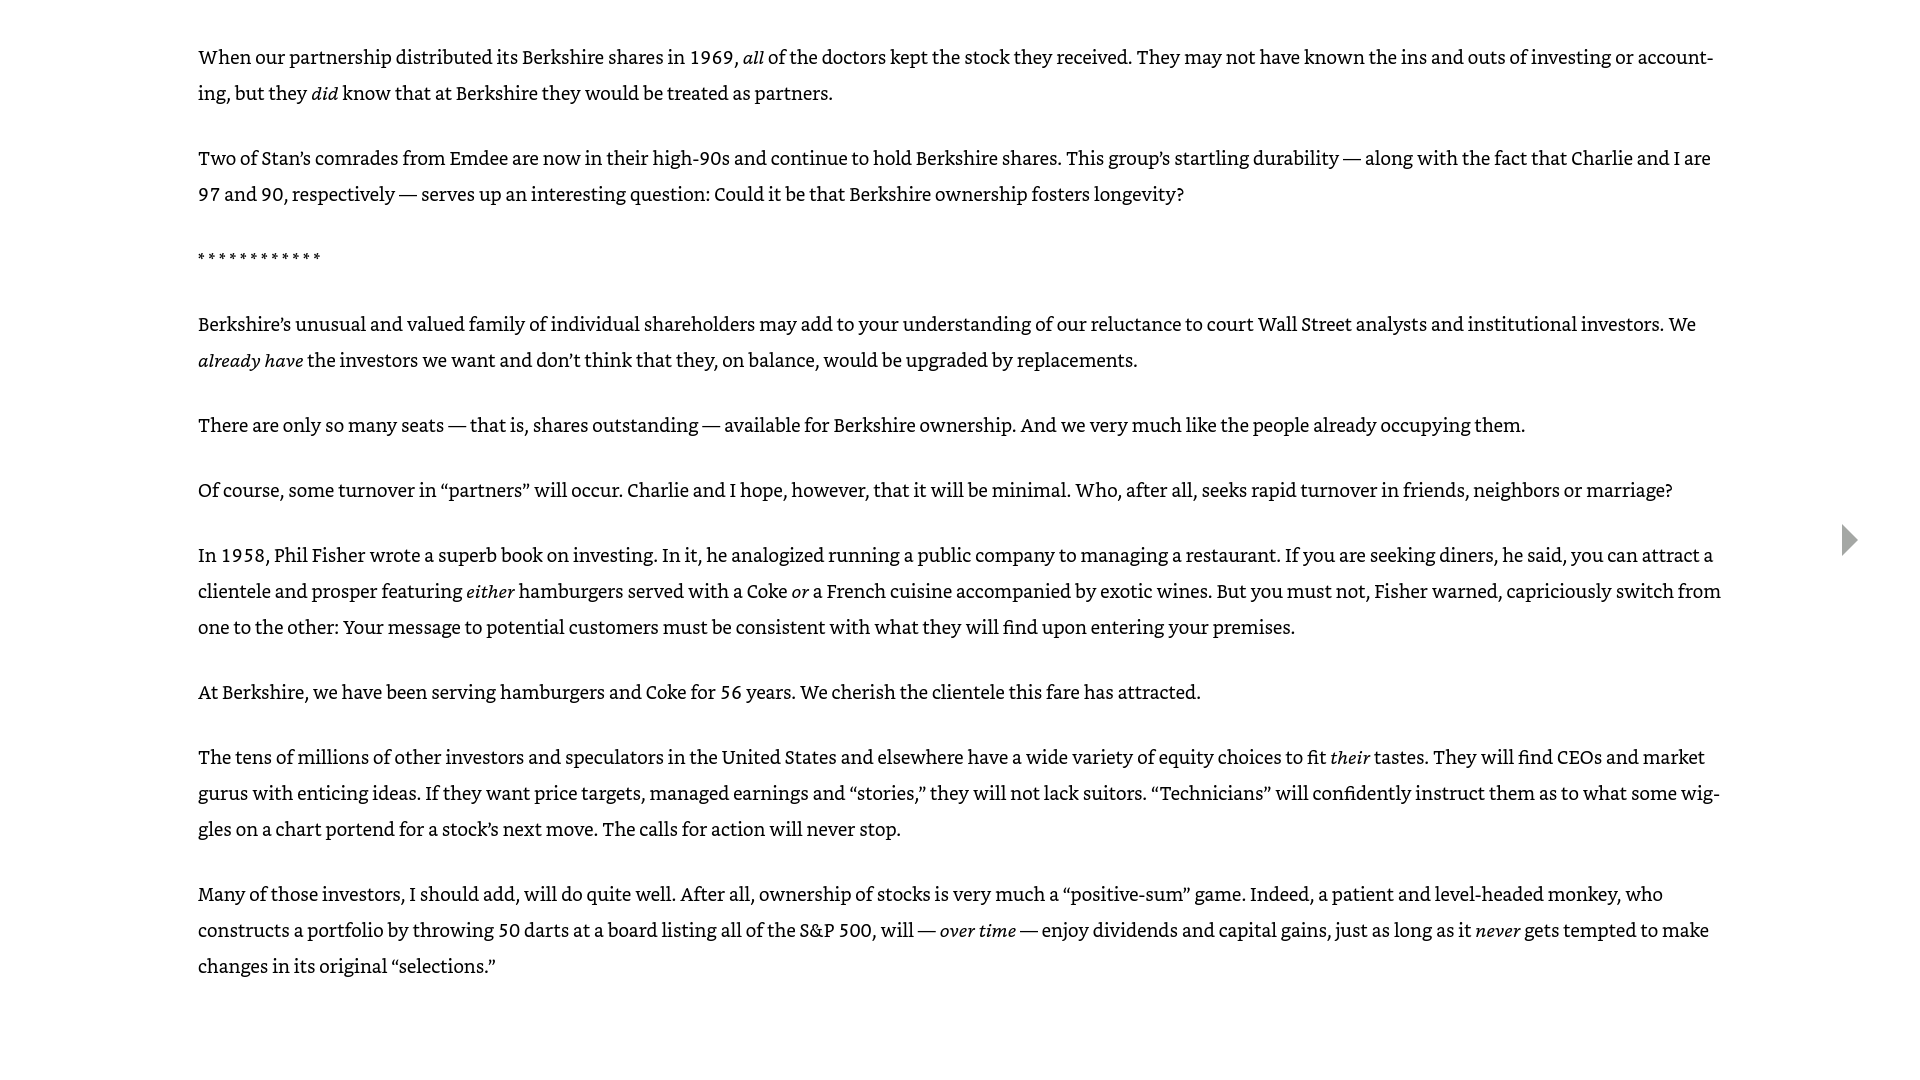 When our partnership distributed its Berkshire shares in 1969, all of the doctors kept the stock they received. They may not have known the ins and outs of investing or account-
ing, but they did know that at Berkshire they would be treated as partners.
Two of Stan’s comrades from Emdee are now in their high-90s and continue to hold Berkshire shares. This group’s startling durability — along with the fact that Charlie and I are
97 and 90, respectively — serves up an interesting question: Could it be that Berkshire ownership fosters longevity?
* * * * * * * * * * * *
Berkshire’s unusual and valued family of individual shareholders may add to your understanding of our reluctance to court Wall Street analysts and institutional investors. We
already have the investors we want and don’t think that they, on balance, would be upgraded by replacements.
There are only so many seats — that is, shares outstanding — available for Berkshire ownership. And we very much like the people already occupying them.
Of course, some turnover in “partners” will occur. Charlie and I hope, however, that it will be minimal. Who, after all, seeks rapid turnover in friends, neighbors or marriage?
In 1958, Phil Fisher wrote a superb book on investing. In it, he analogized running a public company to managing a restaurant. If you are seeking diners, he said, you can attract a
clientele and prosper featuring either hamburgers served with a Coke or a French cuisine accompanied by exotic wines. But you must not, Fisher warned, capriciously switch from
one to the other: Your message to potential customers must be consistent with what they will find upon entering your premises.
At Berkshire, we have been serving hamburgers and Coke for 56 years. We cherish the clientele this fare has attracted.
The tens of millions of other investors and speculators in the United States and elsewhere have a wide variety of equity choices to fit their tastes. They will find CEOs and market
gurus with enticing ideas. If they want price targets, managed earnings and “stories,” they will not lack suitors. “Technicians” will confidently instruct them as to what some wig-
gles on a chart portend for a stock’s next move. The calls for action will never stop.
Many of those investors, I should add, will do quite well. After all, ownership of stocks is very much a “positive-sum” game. Indeed, a patient and level-headed monkey, who
constructs a portfolio by throwing 50 darts at a board listing all of the S&P 500, will — over time — enjoy dividends and capital gains, just as long as it never gets tempted to make
changes in its original “selections.”